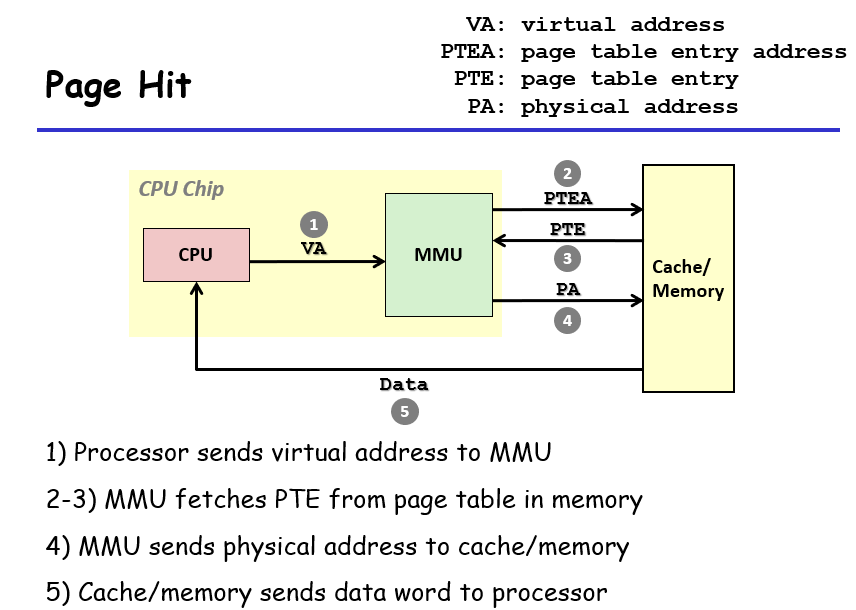 VA: virtual address
PTEA: page table entry address
PTE: page table entry
PA: physical address
Page Hit
CPU Chip
2
PTEA
1
VA
PTE
CPU
MMU
3
Cache/
Memory
PA
4
Data
5
1) Processor sends virtual address to MMU
2-3) MMU fetches PTE from page table in memory
4) MMU sends physical address to cache/memory
5) Cache/memory sends data word to processor